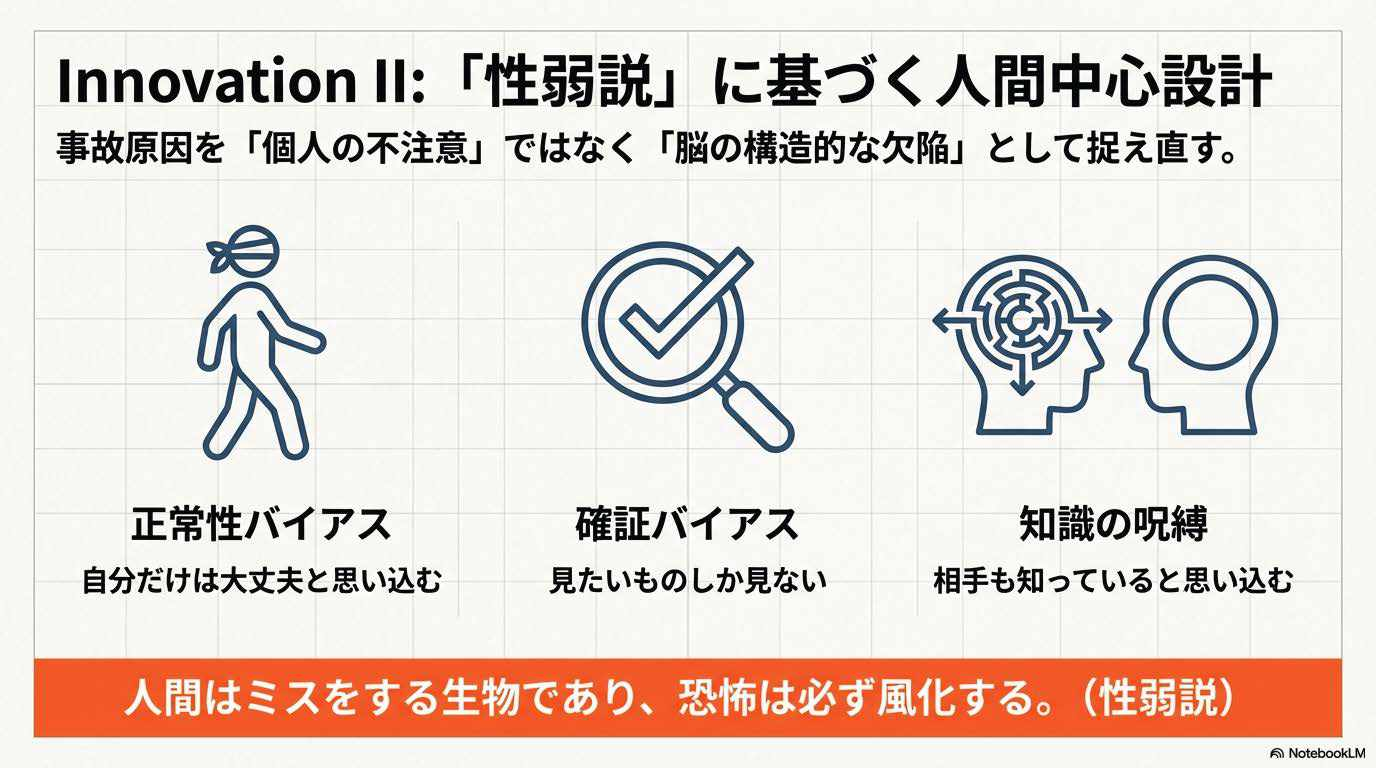 Innovation II:「性弱説」に基づく人間中心設計
事故原因を「個人の不注意」ではなく「脳の構造的な欠陥」として捉え直す。
正常性バイアス
自分だけは大丈夫と思い込む
確証バイアス
見たいものしか見ない
知識の呪縛
相手も知っていると思い込む
人間はミスをする生物であり、恐怖は必ず風化する。（性弱説）
NotebookLM